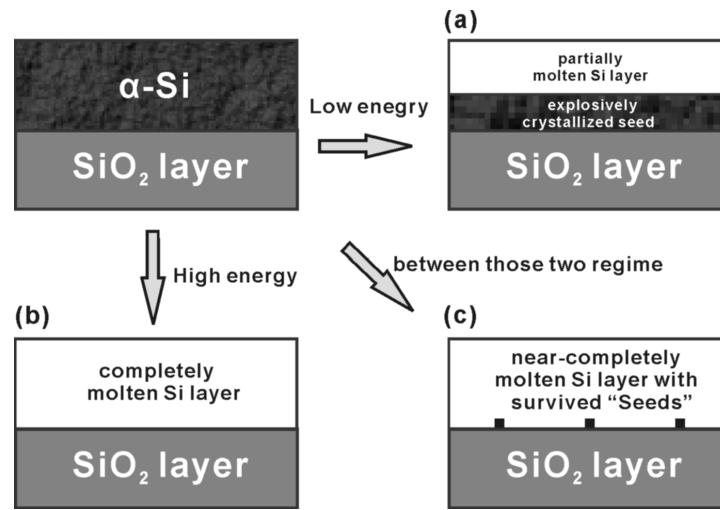 (a)
α-Si
SiO2 layer
Low enegry
partially
molten Si layer
explosively
crystallized seed
SiO2 layer
High energy
between those two regime
(b)
completely
molten Si layer
SiO2 layer
(c)
near-completely
molten Si layer with
survived “Seeds”
SiO2 layer